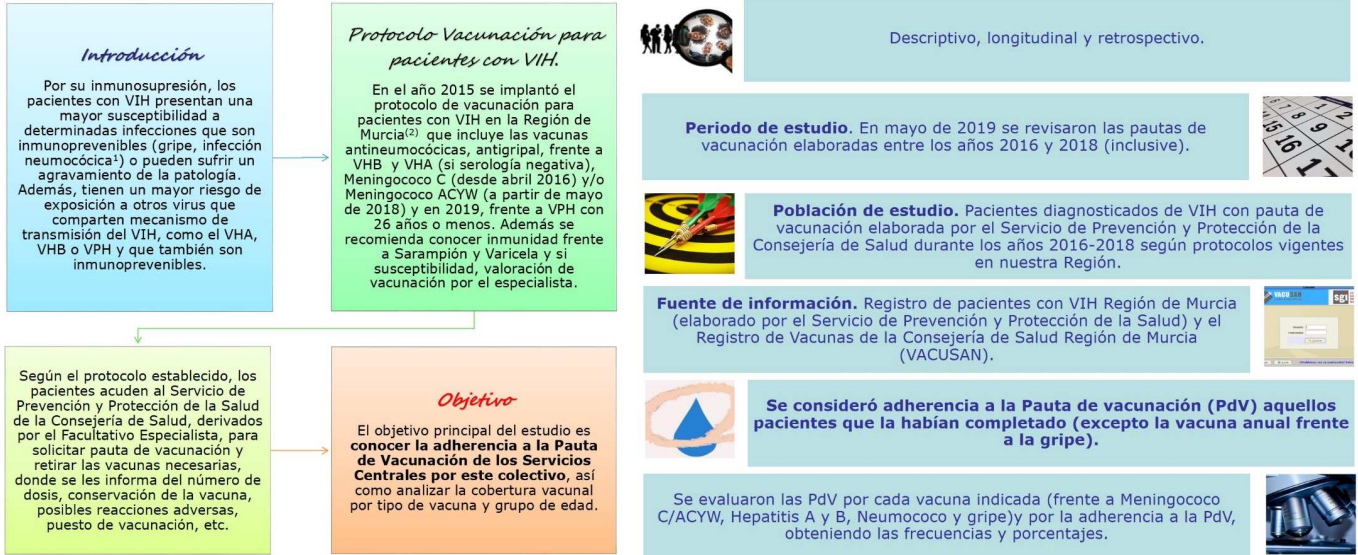 Introducción
Por su inmunosupresión, los
pacientes con VIH presentan una
mayor susceptibilidad a
determinadas infecciones que son
inmunoprevenibles (gripe, infección
neumocócica¹) o pueden sufrir un
agravamiento de la patología.
Además, tienen un mayor riesgo de
exposición a otros virus que
comparten mecanismo de
transmisión del VIH, como el VHA,
VHB o VPH y que también son
inmunoprevenibles.
Protocolo Vacunación para
pacientes con VIH.
En el año 2015 se implantó el
protocolo de vacunación para
pacientes con VIH en la Región de
Murcia⁽²⁾ que incluye las vacunas
antineumocócicas, antigripal, frente a
VHB y VHA (si serología negativa),
Meningococo C (desde abril 2016) y/o
Meningococo ACYW (a partir de mayo
de 2018) y en 2019, frente a VPH con
26 años o menos. Además se
recomienda conocer inmunidad frente
a Sarampión y Varicela y si
susceptibilidad, valoración de
vacunación por el especialista.
Según el protocolo establecido, los
pacientes acuden al Servicio de
Prevención y Protección de la Salud
de la Consejería de Salud, derivados
por el Facultativo Especialista, para
solicitar pauta de vacunación y
retirar las vacunas necesarias,
donde se les informa del número de
dosis, conservación de la vacuna,
posibles reacciones adversas,
puesto de vacunación, etc.
Objetivo
El objetivo principal del estudio es
conocer la adherencia a la Pauta
de Vacunación de los Servicios
Centrales por este colectivo, así
como analizar la cobertura vacunal
por tipo de vacuna y grupo de edad.
Descriptivo, longitudinal y retrospectivo.
Periodo de estudio. En mayo de 2019 se revisaron las pautas de
vacunación elaboradas entre los años 2016 y 2018 (inclusive).
Población de estudio. Pacientes diagnosticados de VIH con pauta de
vacunación elaborada por el Servicio de Prevención y Protección de
la Consejería de Salud durante los años 2016-2018 según protocolos vigentes
en nuestra Región.
Fuente de información. Registro de pacientes con VIH Región de Murcia
(elaborado por el Servicio de Prevención y Protección de la Salud) y el
Registro de Vacunas de la Consejería de Salud Región de Murcia
(VACUSAN).
VACUSAN
sgi
Se consideró adherencia a la Pauta de vacunación (PdV) aquellos
pacientes que la habían completado (excepto la vacuna anual frente
a la gripe).
Se evaluaron las PdV por cada vacuna indicada (frente a Meningococo
C/ACYW, Hepatitis A y B, Neumococo y gripe)y por la adherencia a la PdV,
obteniendo las frecuencias y porcentajes.